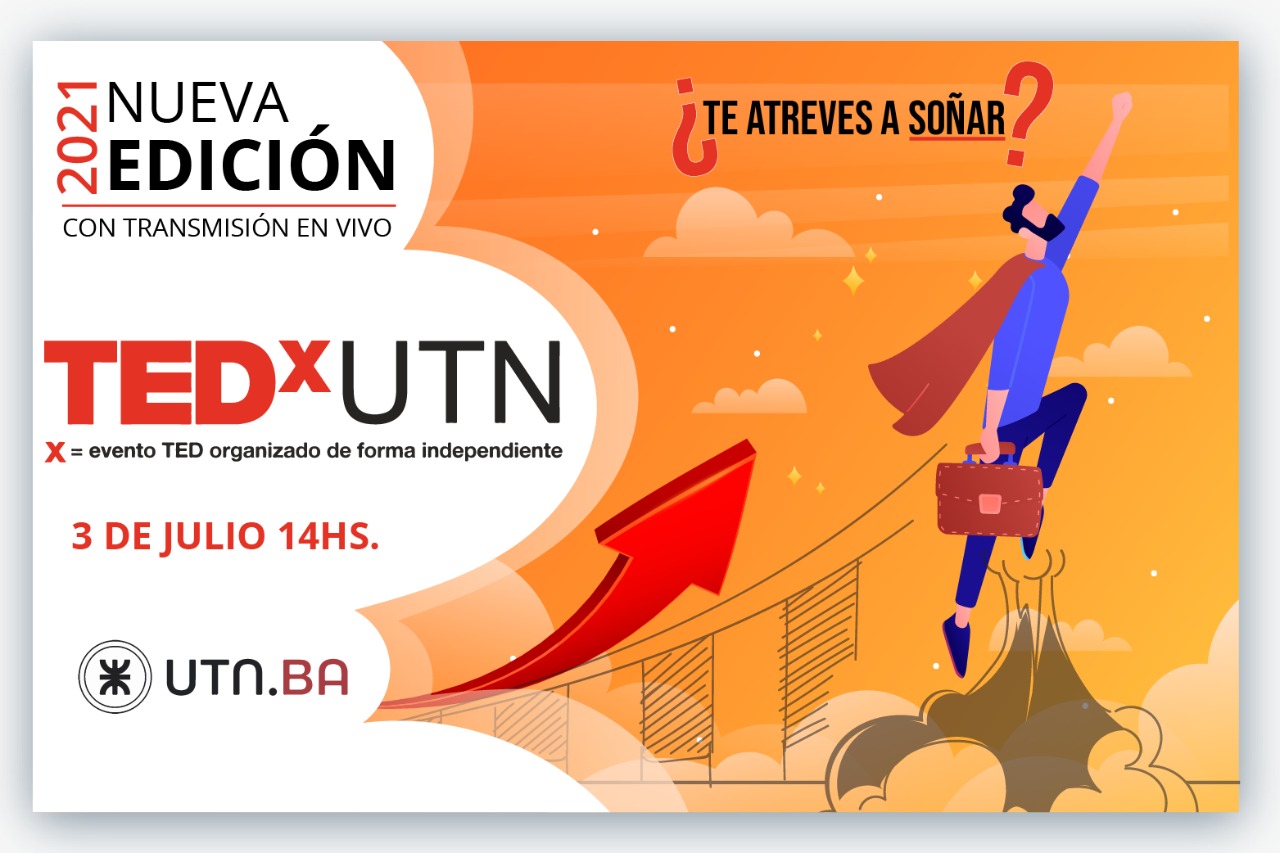 2021
NUEVA
EDICIÓN
CON TRANSMISIÓN EN VIVO
¿TE ATREVES A SOÑAR?
TEDxUTN
x = evento TED organizado de forma independiente
3 DE JULIO 14HS.
UTN.BA